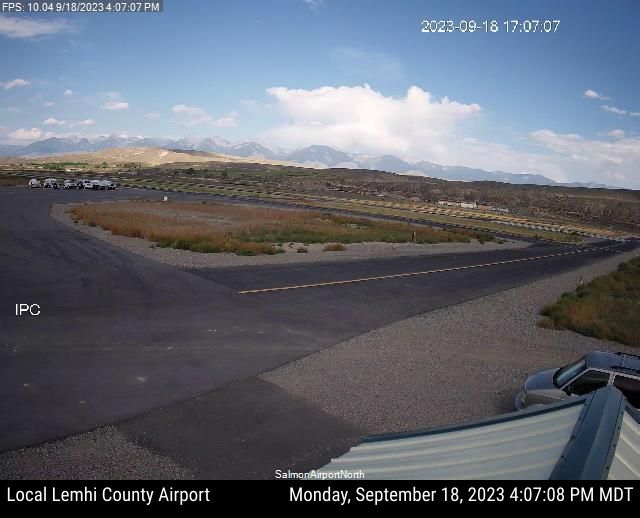 FPS: 10.04 9/18/2023 4:07:07 PM
2023-09-18 17:07:07
IPC
SalmonAirportNorth
Local Lemhi County Airport
Monday, September 18, 2023 4:07:08 PM MDT